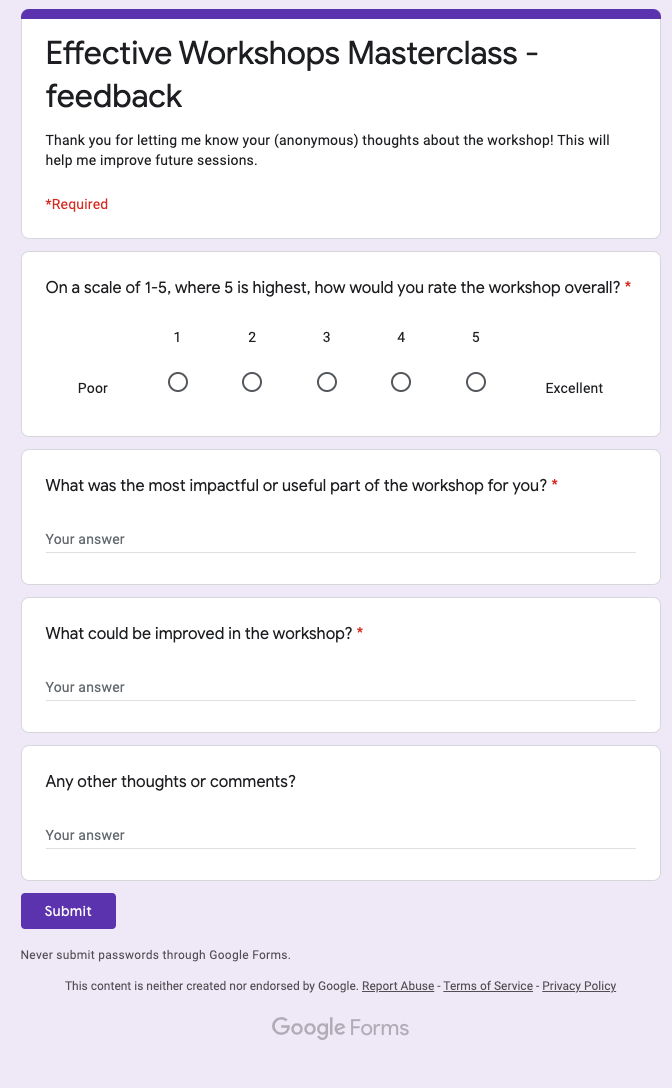 Effective Workshops Masterclass -
feedback
Thank you for letting me know your (anonymous) thoughts about the workshop! This will
help me improve future sessions.
*Required
On a scale of 1-5, where 5 is highest, how would you rate the workshop overall? *
1 2 3 4 5
Poor Excellent
What was the most impactful or useful part of the workshop for you? *
Your answer
What could be improved in the workshop? *
Your answer
Any other thoughts or comments?
Your answer
Submit
Never submit passwords through Google Forms.
This content is neither created nor endorsed by Google. Report Abuse - Terms of Service - Privacy Policy
Google Forms